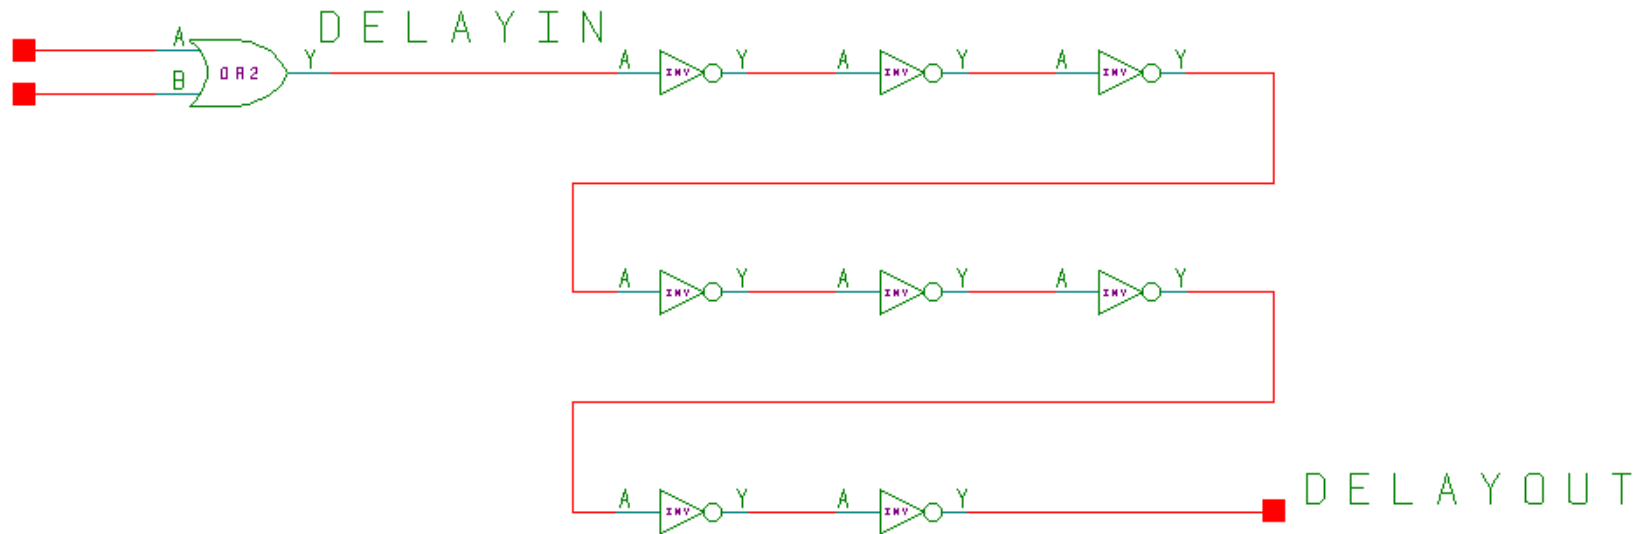 DELAYIN
A Y A Y A Y A Y
B OR2 INV INV INV
A Y A Y A Y
INV INV INV
A Y A Y DELAYOUT
INV INV